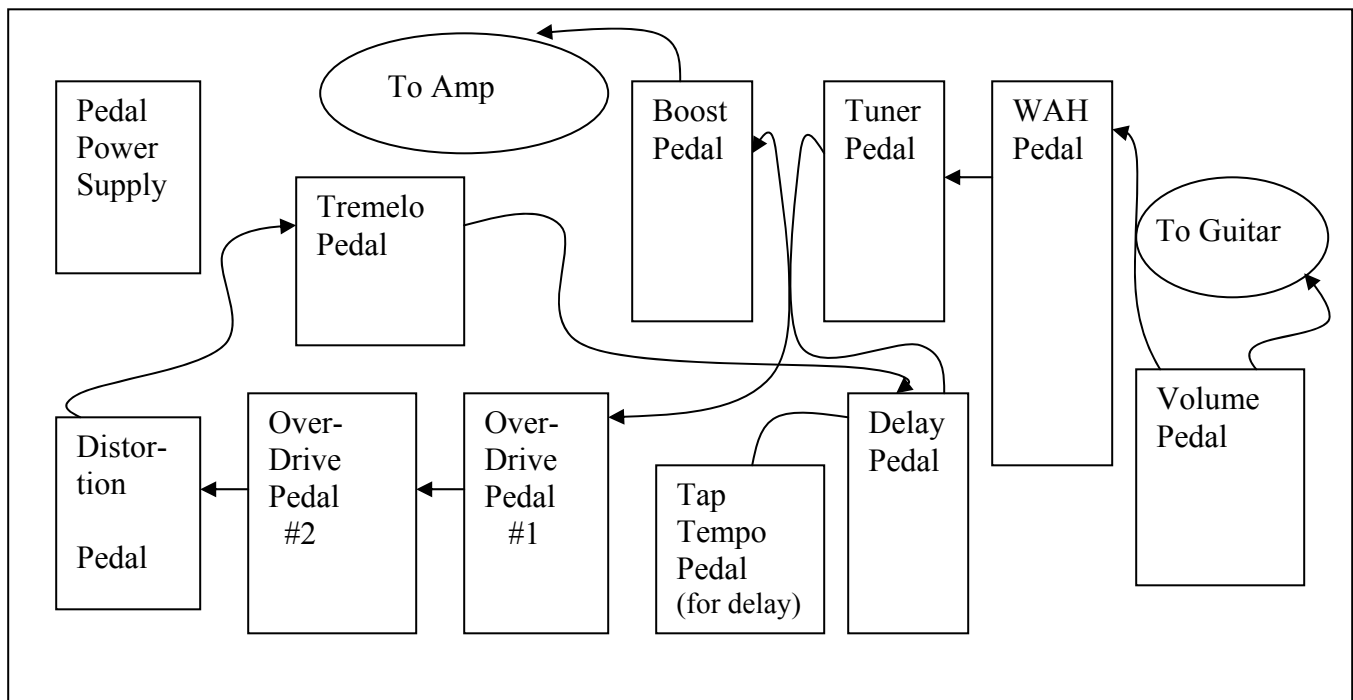 To Amp
Pedal
Power
Supply
Boost
Pedal
Tuner
Pedal
WAH
Pedal
Tremelo
Pedal
To Guitar
Distor-
tion
Pedal
Over-
Drive
Pedal
#2
Over-
Drive
Pedal
#1
Tap
Tempo
Pedal
(for delay)
Delay
Pedal
Volume
Pedal